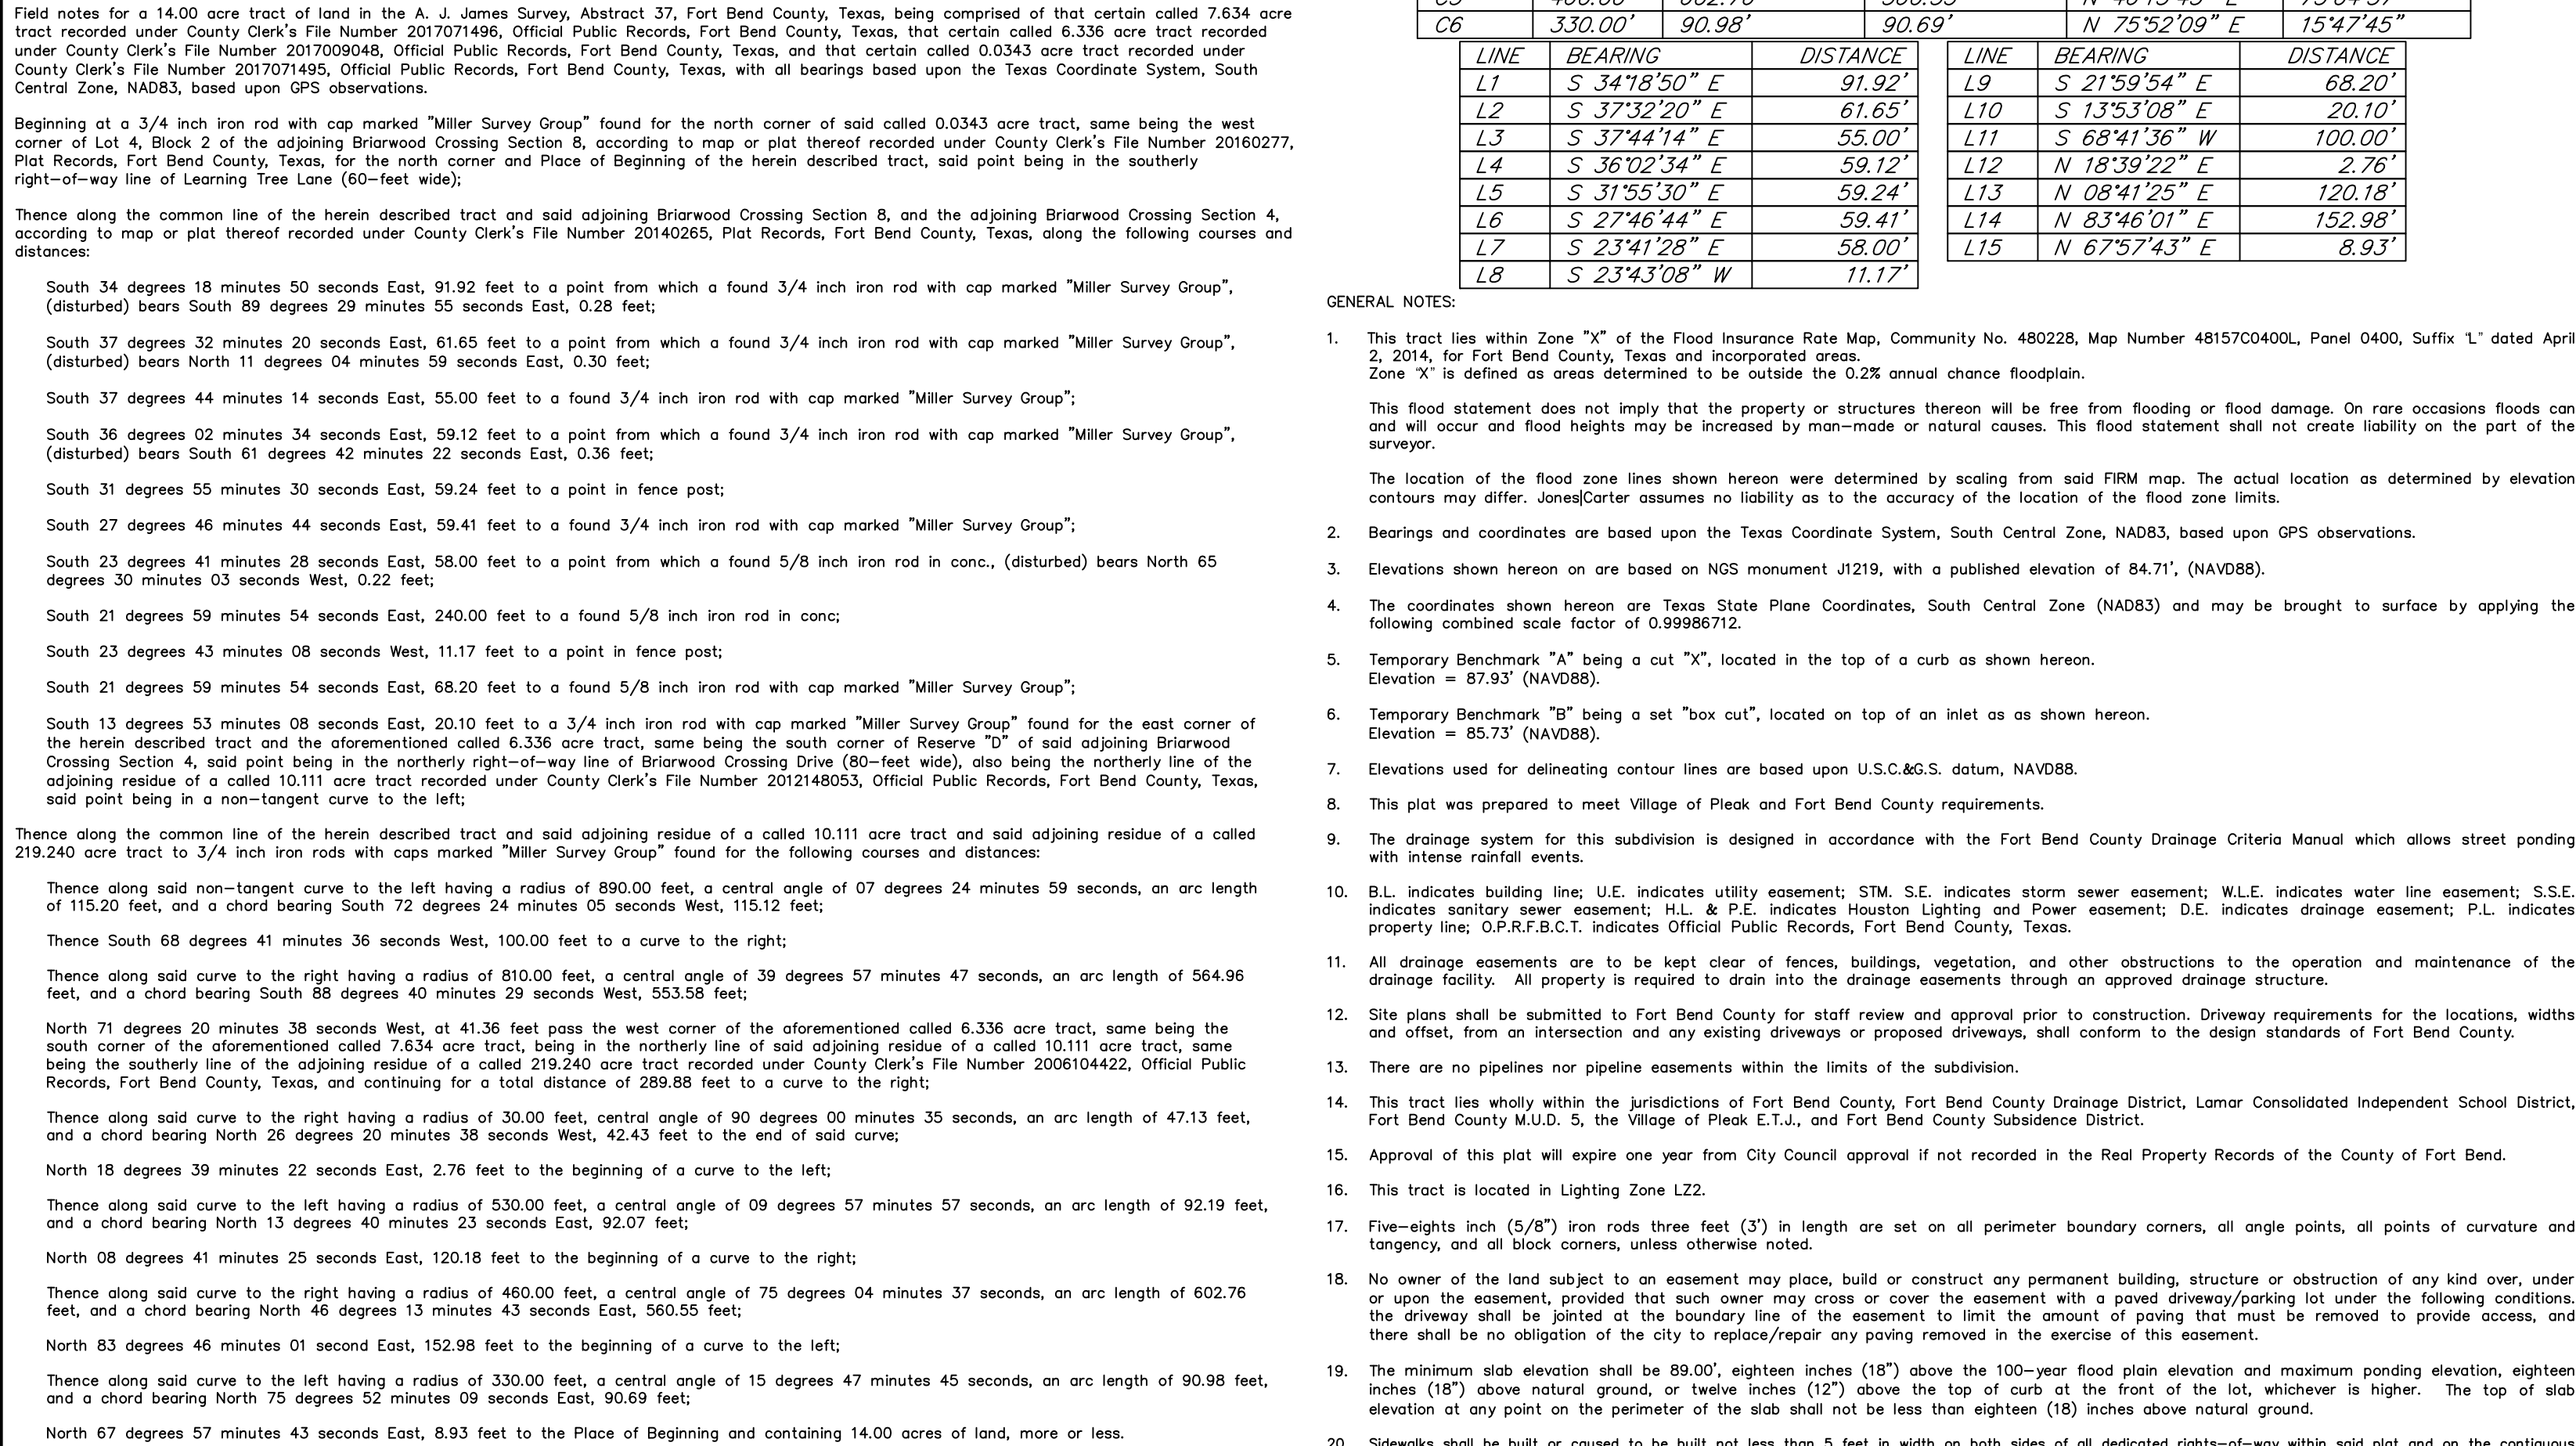 Field notes for a 14.00 acre tract of land in the A. J. James Survey, Abstract 37, Fort Bend County, Texas, being comprised of that certain called 7.634 acre
tract recorded under County Clerk's File Number 2017071496, Official Public Records, Fort Bend County, Texas, that certain called 6.336 acre tract recorded
under County Clerk's File Number 2017009048, Official Public Records, Fort Bend County, Texas, and that certain called 0.0343 acre tract recorded under
County Clerk's File Number 2017071495, Official Public Records, Fort Bend County, Texas, with all bearings based upon the Texas Coordinate System, South
Central Zone, NAD83, based upon GPS observations.
Beginning at a 3/4 inch iron rod with cap marked "Miller Survey Group" found for the north corner of said called 0.0343 acre tract, same being the west
corner of Lot 4, Block 2 of the adjoining Briarwood Crossing Section 8, according to map or plat thereof recorded under County Clerk's File Number 20160277,
Plat Records, Fort Bend County, Texas, for the north corner and Place of Beginning of the herein described tract, said point being in the southerly
right-of-way line of Learning Tree Lane (60-feet wide);
Thence along the common line of the herein described tract and said adjoining Briarwood Crossing Section 8, and the adjoining Briarwood Crossing Section 4,
according to map or plat thereof recorded under County Clerk's File Number 20140265, Plat Records, Fort Bend County, Texas, along the following courses and
distances:
South 34 degrees 18 minutes 50 seconds East, 91.92 feet to a point from which a found 3/4 inch iron rod with cap marked "Miller Survey Group",
(disturbed) bears South 89 degrees 29 minutes 55 seconds East, 0.28 feet;
South 37 degrees 32 minutes 20 seconds East, 61.65 feet to a point from which a found 3/4 inch iron rod with cap marked "Miller Survey Group",
(disturbed) bears North 11 degrees 04 minutes 59 seconds East, 0.30 feet;
South 37 degrees 44 minutes 14 seconds East, 55.00 feet to a found 3/4 inch iron rod with cap marked "Miller Survey Group";
South 36 degrees 02 minutes 34 seconds East, 59.12 feet to a point from which a found 3/4 inch iron rod with cap marked "Miller Survey Group",
(disturbed) bears South 61 degrees 42 minutes 22 seconds East, 0.36 feet;
South 31 degrees 55 minutes 30 seconds East, 59.24 feet to a point in fence post;
South 27 degrees 46 minutes 44 seconds East, 59.41 feet to a found 3/4 inch iron rod with cap marked "Miller Survey Group";
South 23 degrees 41 minutes 28 seconds East, 58.00 feet to a point from which a found 5/8 inch iron rod in conc., (disturbed) bears North 65
degrees 30 minutes 03 seconds West, 0.22 feet;
South 21 degrees 59 minutes 54 seconds East, 240.00 feet to a found 5/8 inch iron rod in conc;
South 23 degrees 43 minutes 08 seconds West, 11.17 feet to a point in fence post;
South 21 degrees 59 minutes 54 seconds East, 68.20 feet to a found 5/8 inch iron rod with cap marked "Miller Survey Group";
South 13 degrees 53 minutes 08 seconds East, 20.10 feet to a 3/4 inch iron rod with cap marked "Miller Survey Group" found for the east corner of
the herein described tract and the aforementioned called 6.336 acre tract, same being the south corner of Reserve "D" of said adjoining Briarwood
Crossing Section 4, said point being in the northerly right-of-way line of Briarwood Crossing Drive (80-feet wide), also being the northerly line of the
adjoining residue of a called 10.111 acre tract recorded under County Clerk's File Number 2012148053, Official Public Records, Fort Bend County, Texas,
said point being in a non-tangent curve to the left;
Thence along the common line of the herein described tract and said adjoining residue of a called 10.111 acre tract and said adjoining residue of a called
219.240 acre tract to 3/4 inch iron rods with caps marked "Miller Survey Group" found for the following courses and distances:
Thence along said non-tangent curve to the left having a radius of 890.00 feet, a central angle of 07 degrees 24 minutes 59 seconds, an arc length
of 115.20 feet, and a chord bearing South 72 degrees 24 minutes 05 seconds West, 115.12 feet;
Thence South 68 degrees 41 minutes 36 seconds West, 100.00 feet to a curve to the right;
Thence along said curve to the right having a radius of 810.00 feet, a central angle of 39 degrees 57 minutes 47 seconds, an arc length of 564.96
feet, and a chord bearing South 88 degrees 40 minutes 29 seconds West, 553.58 feet;
North 71 degrees 20 minutes 38 seconds West, at 41.36 feet pass the west corner of the aforementioned called 6.336 acre tract, same being the
south corner of the aforementioned called 7.634 acre tract, being in the northerly line of said adjoining residue of a called 10.111 acre tract, same
being the southerly line of the adjoining residue of a called 219.240 acre tract recorded under County Clerk's File Number 2006104422, Official Public
Records, Fort Bend County, Texas, and continuing for a total distance of 289.88 feet to a curve to the right;
Thence along said curve to the right having a radius of 30.00 feet, central angle of 90 degrees 00 minutes 35 seconds, an arc length of 47.13 feet,
and a chord bearing North 26 degrees 20 minutes 38 seconds West, 42.43 feet to the end of said curve;
North 18 degrees 39 minutes 22 seconds East, 2.76 feet to the beginning of a curve to the left;
Thence along said curve to the left having a radius of 530.00 feet, a central angle of 09 degrees 57 minutes 57 seconds, an arc length of 92.19 feet,
and a chord bearing North 13 degrees 40 minutes 23 seconds East, 92.07 feet;
North 08 degrees 41 minutes 25 seconds East, 120.18 feet to the beginning of a curve to the right;
Thence along said curve to the right having a radius of 460.00 feet, a central angle of 75 degrees 04 minutes 37 seconds, an arc length of 602.76
feet, and a chord bearing North 46 degrees 13 minutes 43 seconds East, 560.55 feet;
North 83 degrees 46 minutes 01 second East, 152.98 feet to the beginning of a curve to the left;
Thence along said curve to the left having a radius of 330.00 feet, a central angle of 15 degrees 47 minutes 45 seconds, an arc length of 90.98 feet,
and a chord bearing North 75 degrees 52 minutes 09 seconds East, 90.69 feet;
North 67 degrees 57 minutes 43 seconds East, 8.93 feet to the Place of Beginning and containing 14.00 acres of land, more or less.
C6 330.00' 90.98' 90.69' N 75°52'09" E 15°47'45"
LINE BEARING DISTANCE
L1 S 34°18'50" E 91.92'
L2 S 37°32'20" E 61.65'
L3 S 37°44'14" E 55.00'
L4 S 36°02'34" E 59.12'
L5 S 31°55'30" E 59.24'
L6 S 27°46'44" E 59.41'
L7 S 23°41'28" E 58.00'
L8 S 23°43'08" W 11.17'
LINE BEARING DISTANCE
L9 S 21°59'54" E 68.20'
L10 S 13°53'08" E 20.10'
L11 S 68°41'36" W 100.00'
L12 N 18°39'22" E 2.76'
L13 N 08°41'25" E 120.18'
L14 N 83°46'01" E 152.98'
L15 N 67°57'43" E 8.93'
GENERAL NOTES:
1. This tract lies within Zone "X" of the Flood Insurance Rate Map, Community No. 480228, Map Number 48157C0400L, Panel 0400, Suffix "L" dated April
2, 2014, for Fort Bend County, Texas and incorporated areas.
Zone "X" is defined as areas determined to be outside the 0.2% annual chance floodplain.
This flood statement does not imply that the property or structures thereon will be free from flooding or flood damage. On rare occasions floods can
and will occur and flood heights may be increased by man-made or natural causes. This flood statement shall not create liability on the part of the
surveyor.
The location of the flood zone lines shown hereon were determined by scaling from said FIRM map. The actual location as determined by elevation
contours may differ. Jones|Carter assumes no liability as to the accuracy of the location of the flood zone limits.
2. Bearings and coordinates are based upon the Texas Coordinate System, South Central Zone, NAD83, based upon GPS observations.
3. Elevations shown hereon on are based on NGS monument J1219, with a published elevation of 84.71', (NAVD88).
4. The coordinates shown hereon are Texas State Plane Coordinates, South Central Zone (NAD83) and may be brought to surface by applying the
following combined scale factor of 0.99986712.
5. Temporary Benchmark "A" being a cut "X", located in the top of a curb as shown hereon.
Elevation = 87.93' (NAVD88).
6. Temporary Benchmark "B" being a set "box cut", located on top of an inlet as as shown hereon.
Elevation = 85.73' (NAVD88).
7. Elevations used for delineating contour lines are based upon U.S.C.&G.S. datum, NAVD88.
8. This plat was prepared to meet Village of Pleak and Fort Bend County requirements.
9. The drainage system for this subdivision is designed in accordance with the Fort Bend County Drainage Criteria Manual which allows street ponding
with intense rainfall events.
10. B.L. indicates building line; U.E. indicates utility easement; STM. S.E. indicates storm sewer easement; W.L.E. indicates water line easement; S.S.E.
indicates sanitary sewer easement; H.L. & P.E. indicates Houston Lighting and Power easement; D.E. indicates drainage easement; P.L. indicates
property line; O.P.R.F.B.C.T. indicates Official Public Records, Fort Bend County, Texas.
11. All drainage easements are to be kept clear of fences, buildings, vegetation, and other obstructions to the operation and maintenance of the
drainage facility. All property is required to drain into the drainage easements through an approved drainage structure.
12. Site plans shall be submitted to Fort Bend County for staff review and approval prior to construction. Driveway requirements for the locations, widths
and offset, from an intersection and any existing driveways or proposed driveways, shall conform to the design standards of Fort Bend County.
13. There are no pipelines nor pipeline easements within the limits of the subdivision.
14. This tract lies wholly within the jurisdictions of Fort Bend County, Fort Bend County Drainage District, Lamar Consolidated Independent School District,
Fort Bend County M.U.D. 5, the Village of Pleak E.T.J., and Fort Bend County Subsidence District.
15. Approval of this plat will expire one year from City Council approval if not recorded in the Real Property Records of the County of Fort Bend.
16. This tract is located in Lighting Zone LZ2.
17. Five-eights inch (5/8") iron rods three feet (3') in length are set on all perimeter boundary corners, all angle points, all points of curvature and
tangency, and all block corners, unless otherwise noted.
18. No owner of the land subject to an easement may place, build or construct any permanent building, structure or obstruction of any kind over, under
or upon the easement, provided that such owner may cross or cover the easement with a paved driveway/parking lot under the following conditions.
the driveway shall be jointed at the boundary line of the easement to limit the amount of paving that must be removed to provide access, and
there shall be no obligation of the city to replace/repair any paving removed in the exercise of this easement.
19. The minimum slab elevation shall be 89.00', eighteen inches (18") above the 100-year flood plain elevation and maximum ponding elevation, eighteen
inches (18") above natural ground, or twelve inches (12") above the top of curb at the front of the lot, whichever is higher. The top of slab
elevation at any point on the perimeter of the slab shall not be less than eighteen (18) inches above natural ground.
20. Sidewalks shall be built or caused to be built not less than 5 feet in width on both sides of all dedicated rights-of-way within said plat and on the contiguous